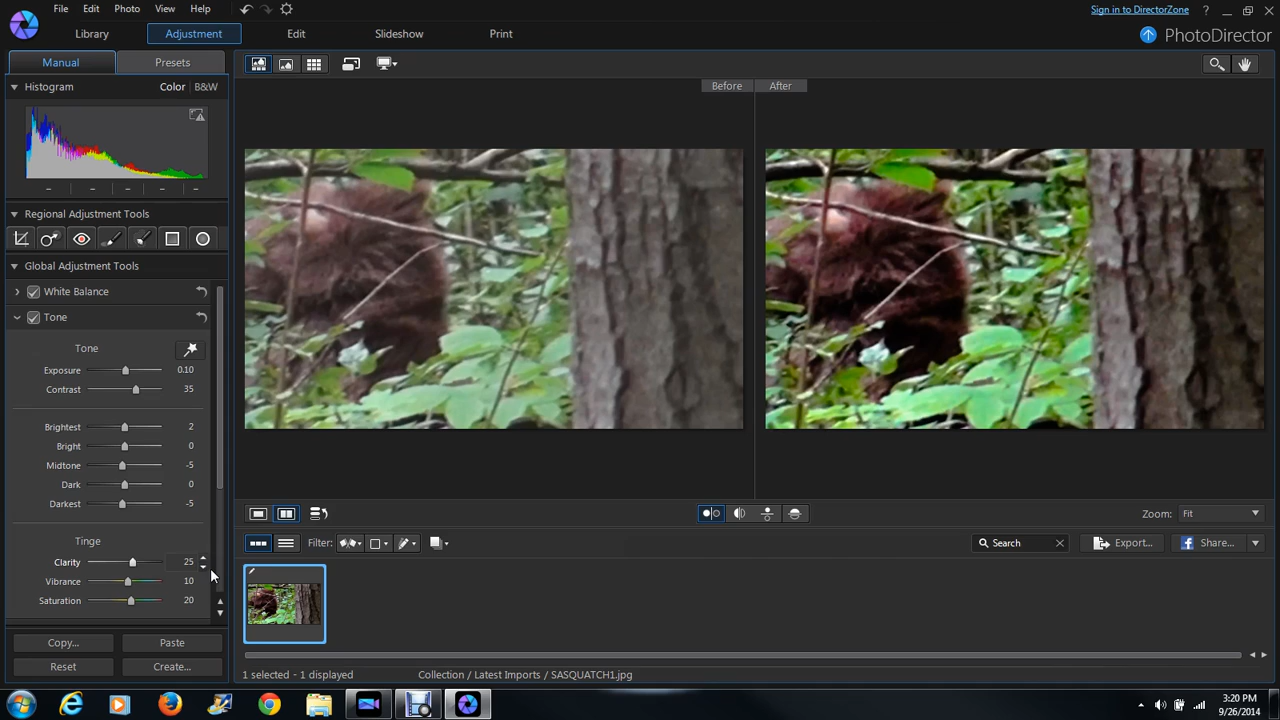 File Edit Photo View Help
Sign in to DirectorZone ?
Library Adjustment Edit Slideshow Print
PhotoDirector
Manual Presets
Histogram Color B&W
Before After
Regional Adjustment Tools
Global Adjustment Tools
White Balance
Tone
Tone
Exposure 0.10
Contrast 35
Brightest 2
Bright 0
Midtone -5
Dark 0
Darkest -5
Tinge
Clarity 25
Vibrance 10
Saturation 20
Copy... Paste
Reset Create...
Zoom: Fit
Filter:
Search
Export...
Share...
1 selected - 1 displayed
Collection / Latest Imports / SASQUATCH1.jpg
3:20 PM
9/26/2014